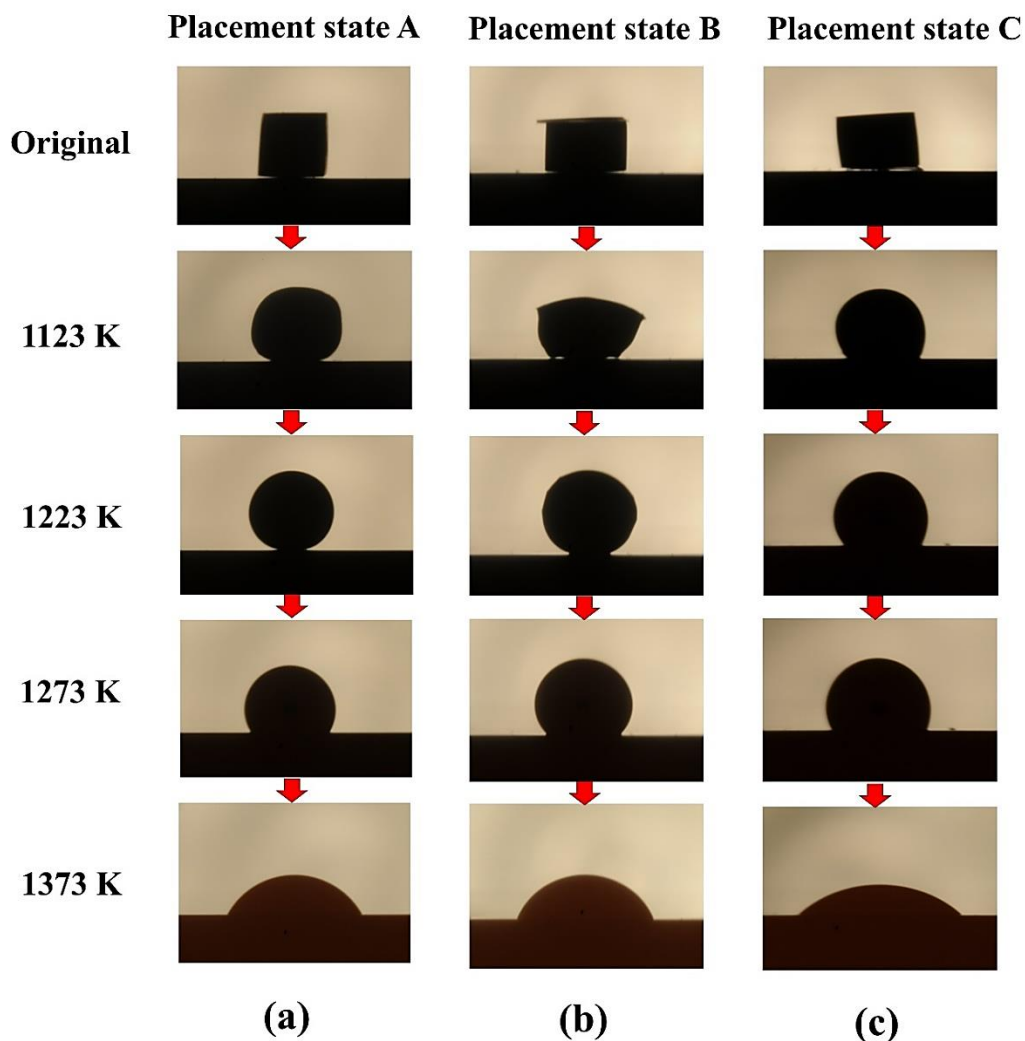 Placement state A Placement state B Placement state C
Original
1123 K
1223 K
1273 K
1373 K
(a) (b) (c)